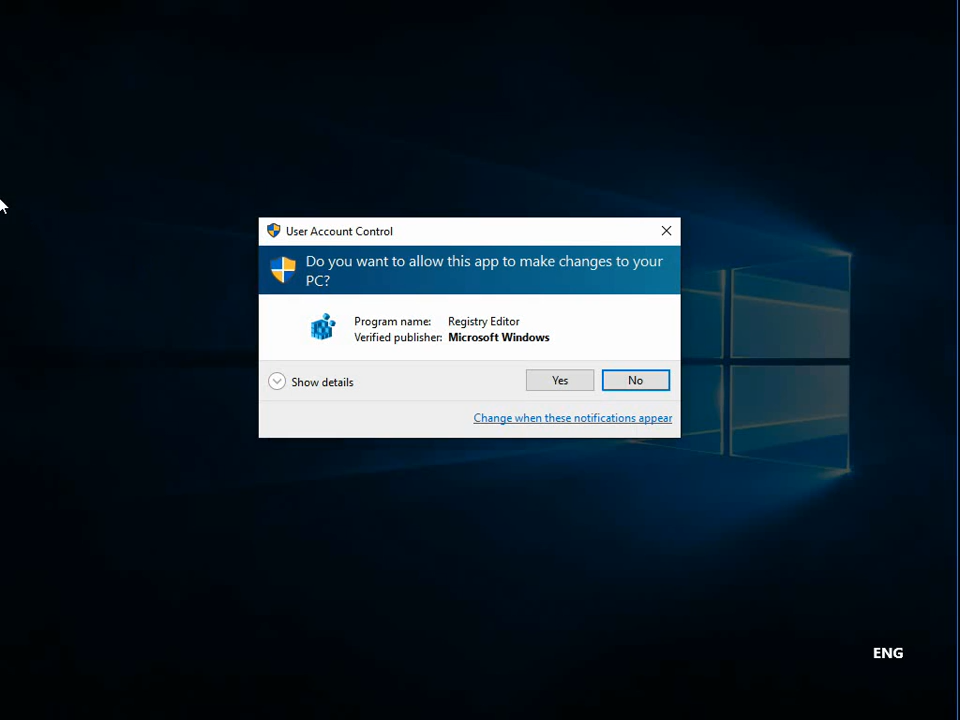 User Account Control
Do you want to allow this app to make changes to your
PC?
Program name: Registry Editor
Verified publisher: Microsoft Windows
Show details
Yes
No
Change when these notifications appear
ENG